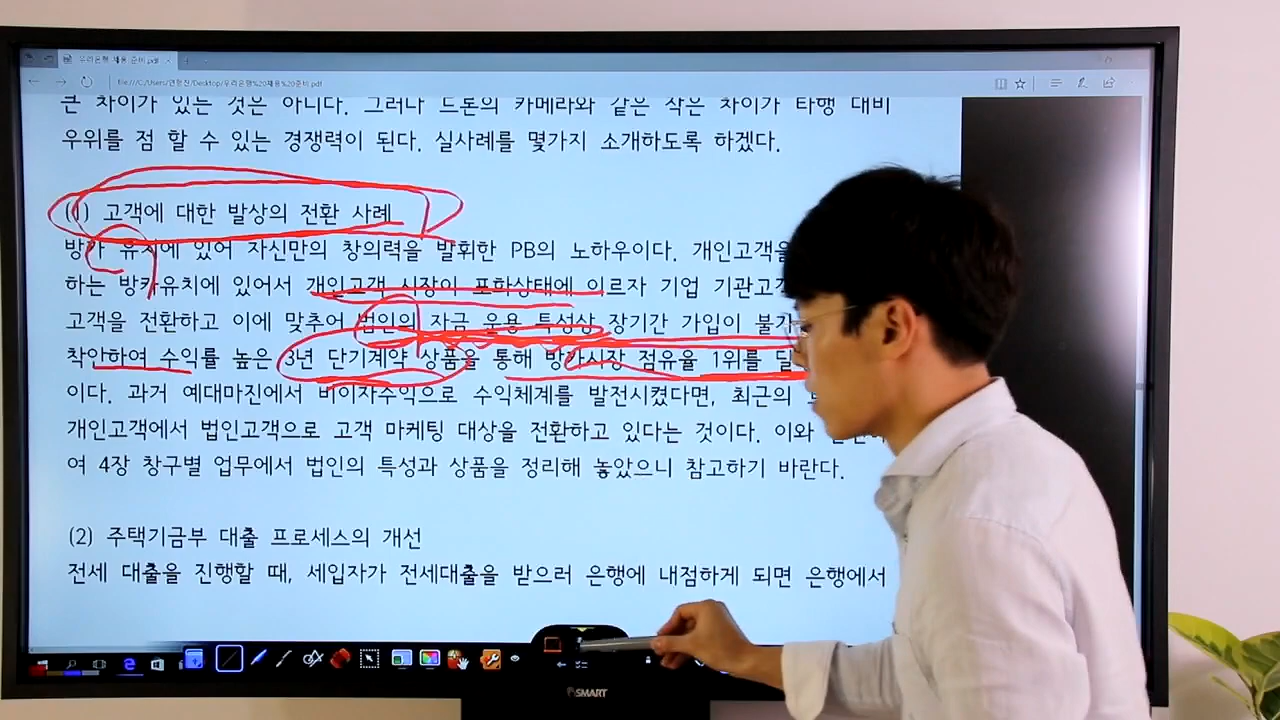 우리은행 채용 준비.pdf
큰 차이가 있는 것은 아니다. 그러나 드론의 카메라와 같은 작은 차이가 타행 대비
우위를 점 할 수 있는 경쟁력이 된다. 실사례를 몇가지 소개하도록 하겠다.
(1) 고객에 대한 발상의 전환 사례
방카 유치에 있어 자신만의 창의력을 발휘한 PB의 노하우이다. 개인고객을
하는 방카유치에 있어서 개인고객 시장이 포화상태에 이르자 기업 기관고객
고객을 전환하고 이에 맞추어 법인의 자금 운용 특성상 장기간 가입이 불가
착안하여 수익률 높은 3년 단기계약 상품을 통해 방카시장 점유율 1위를 달
이다. 과거 예대마진에서 비이자수익으로 수익체계를 발전시켰다면, 최근의
개인고객에서 법인고객으로 고객 마케팅 대상을 전환하고 있다는 것이다. 이와
여 4장 창구별 업무에서 법인의 특성과 상품을 정리해 놓았으니 참고하기 바란다.
(2) 주택기금부 대출 프로세스의 개선
전세 대출을 진행할 때, 세입자가 전세대출을 받으러 은행에 내점하게 되면 은행에서
SMART